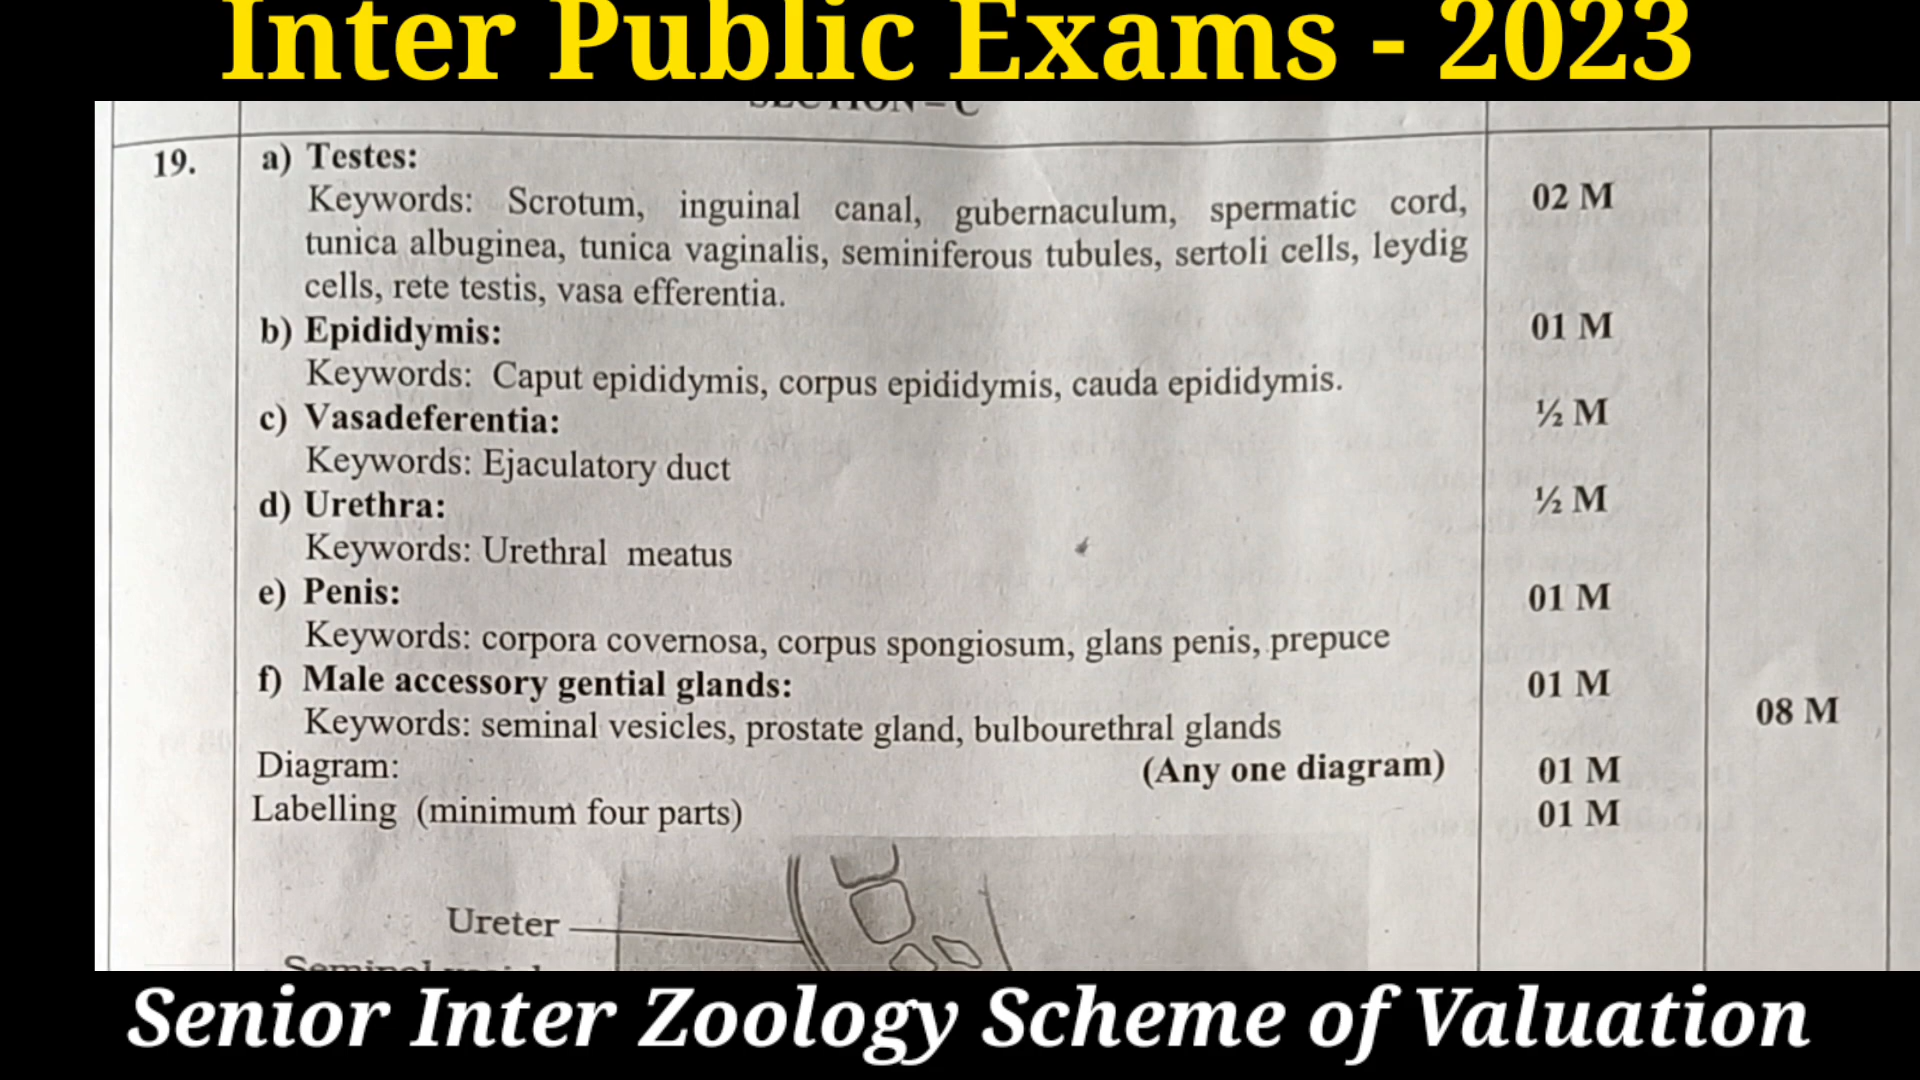 Inter Public Exams - 2023
SECTION – C
19.
a) Testes:
Keywords: Scrotum, inguinal canal, gubernaculum, spermatic cord, 02 M
tunica albuginea, tunica vaginalis, seminiferous tubules, sertoli cells, leydig
cells, rete testis, vasa efferentia.
b) Epididymis: 01 M
Keywords: Caput epididymis, corpus epididymis, cauda epididymis.
c) Vasadeferentia: ½ M
Keywords: Ejaculatory duct
d) Urethra: ½ M
Keywords: Urethral meatus
e) Penis: 01 M
Keywords: corpora covernosa, corpus spongiosum, glans penis, prepuce
f) Male accessory gential glands: 01 M
08 M
Keywords: seminal vesicles, prostate gland, bulbourethral glands
Diagram: (Any one diagram) 01 M
Labelling (minimum four parts) 01 M
Ureter
Seminal
Senior Inter Zoology Scheme of Valuation